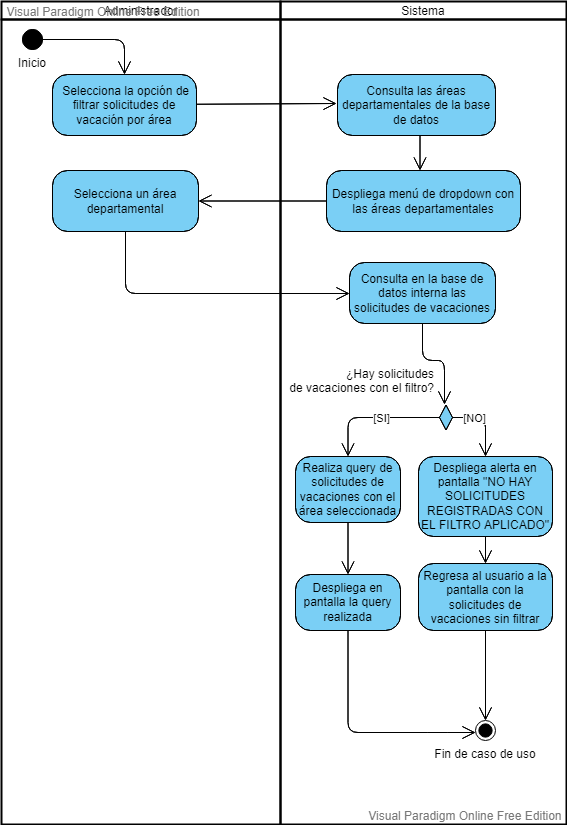 Visual Paradigm Online Free Edition
Administrador
Sistema
Inicio
Selecciona la opción de
filtrar solicitudes de
vacación por área
Consulta las áreas
departamentales de la base
de datos
Selecciona un área
departamental
Despliega menú de dropdown con
las áreas departamentales
Consulta en la base de
datos interna las
solicitudes de vacaciones
¿Hay solicitudes
de vacaciones con el filtro?
[SI]
[NO]
Realiza query de
solicitudes de
vacaciones con el
área seleccionada
Despliega alerta en
pantalla "NO HAY
SOLICITUDES
REGISTRADAS CON
EL FILTRO APLICADO"
Despliega en
pantalla la query
realizada
Regresa al usuario a la
pantalla con la
solicitudes de
vacaciones sin filtrar
Fin de caso de uso
Visual Paradigm Online Free Edition